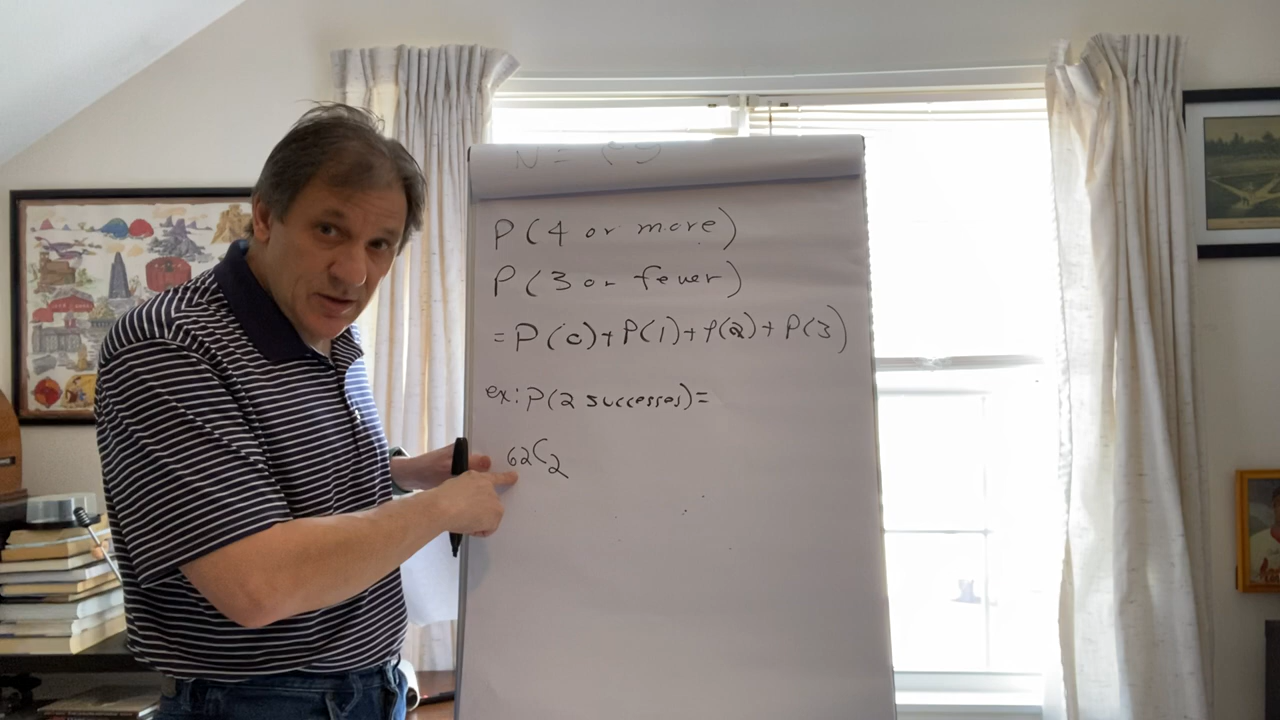 P(4 or more)
P(3 or fewer)
=P(0)+P(1)+P(2)+P(3)
ex:P(2 successes)=
62C2